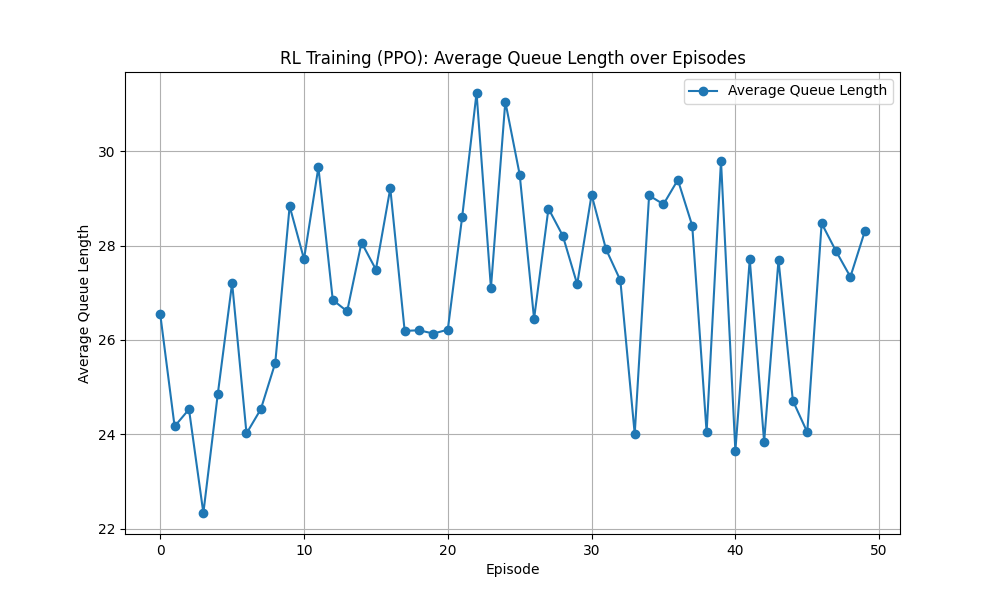 RL Training (PPO): Average Queue Length over Episodes
Average Queue Length
30
28
26
24
22
Average Queue Length
0 10 20 30 40 50
Episode